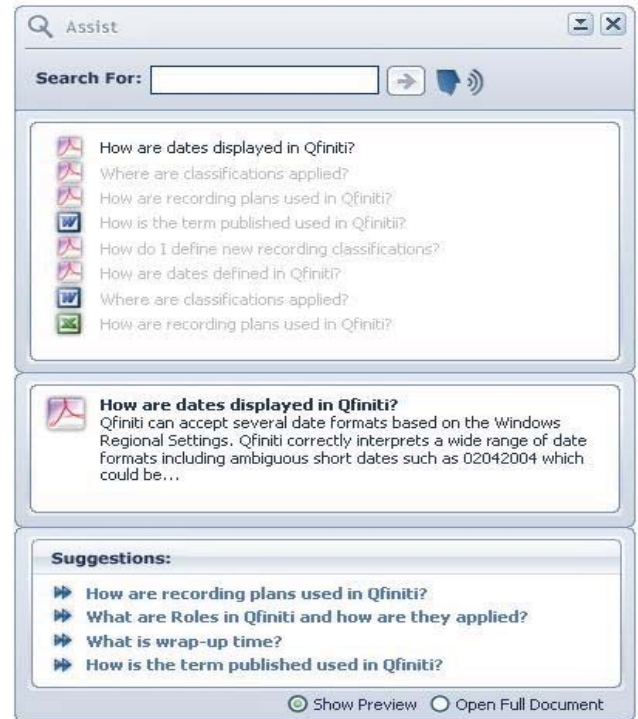 Assist
Search For:
How are dates displayed in Qfiniti?
Where are classifications applied?
How are recording plans used in Qfiniti?
How is the term published used in Qfinitii?
How do I define new recording classifications?
How are dates defined in Qfiniti?
Where are classifications applied?
How are recording plans used in Qfiniti?
How are dates displayed in Qfiniti?
Qfiniti can accept several date formats based on the Windows
Regional Settings. Qfiniti correctly interprets a wide range of date
formats including ambiguous short dates such as 02042004 which
could be...
Suggestions:
How are recording plans used in Qfiniti?
What are Roles in Qfiniti and how are they applied?
What is wrap-up time?
How is the term published used in Qfiniti?
Show Preview Open Full Document